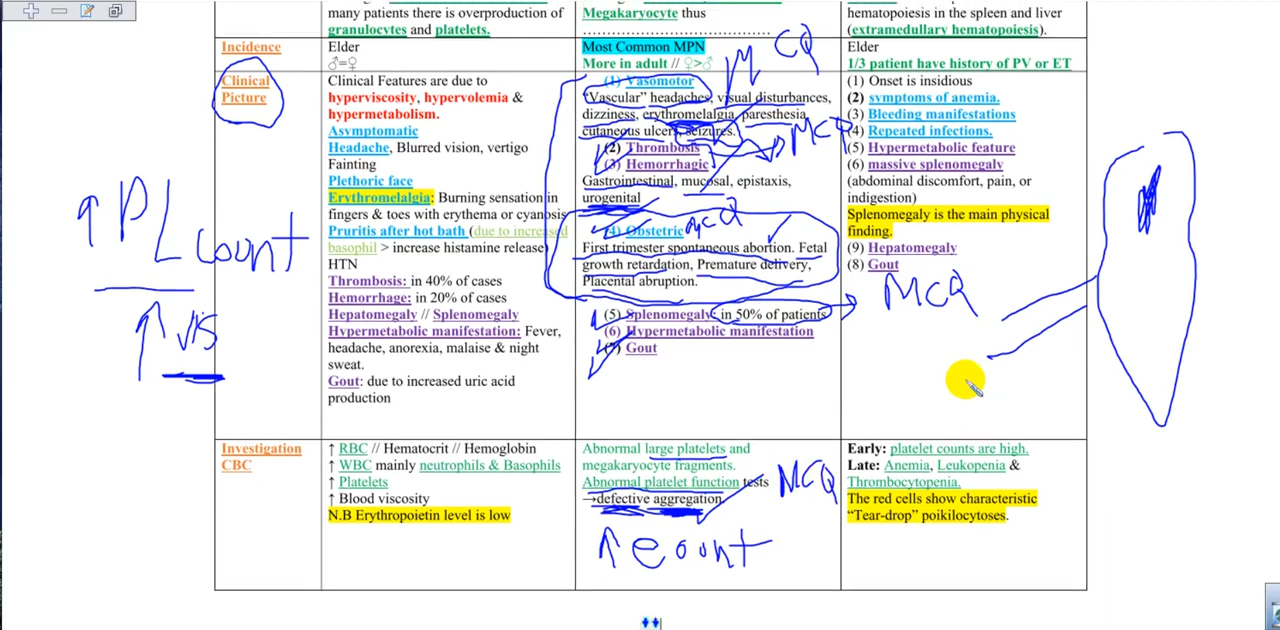 many patients there is overproduction of
granulocytes and platelets.
Megakaryocyte thus
........................................
hematopoiesis in the spleen and liver
(extramedullary hematopoiesis).
Incidence
Elder
♂=♀
Most Common MPN
More in adult // ♀>♂
Elder
1/3 patient have history of PV or ET
Clinical
Picture
Clinical Features are due to
hyperviscosity, hypervolemia &
hypermetabolism.
Asymptomatic
Headache, Blurred vision, vertigo
Fainting
Plethoric face
Erythromelalgia: Burning sensation in
fingers & toes with erythema or cyanosis
Pruritis after hot bath (due to increased
basophil > increase histamine release)
HTN
Thrombosis: in 40% of cases
Hemorrhage: in 20% of cases
Hepatomegaly // Splenomegaly
Hypermetabolic manifestation: Fever,
headache, anorexia, malaise & night
sweat.
Gout: due to increased uric acid
production
(1) Vasomotor
"Vascular" headaches, visual disturbances,
dizziness, erythromelalgia, paresthesia,
cutaneous ulcers, seizures.
(2) Thrombosis
(3) Hemorrhagic:
Gastrointestinal, mucosal, epistaxis,
urogenital
(4) Obstetric
First trimester spontaneous abortion. Fetal
growth retardation, Premature delivery,
Placental abruption.
(5) Splenomegaly in 50% of patients
(6) Hypermetabolic manifestation
(7) Gout
(1) Onset is insidious
(2) symptoms of anemia.
(3) Bleeding manifestations
(4) Repeated infections.
(5) Hypermetabolic feature
(6) massive splenomegaly
(abdominal discomfort, pain, or
indigestion)
Splenomegaly is the main physical
finding.
(9) Hepatomegaly
(8) Gout
Investigation
CBC
↑ RBC // Hematocrit // Hemoglobin
↑ WBC mainly neutrophils & Basophils
↑ Platelets
↑ Blood viscosity
N.B Erythropoietin level is low
Abnormal large platelets and
megakaryocyte fragments.
Abnormal platelet function tests
→defective aggregation
Early: platelet counts are high.
Late: Anemia, Leukopenia &
Thrombocytopenia.
The red cells show characteristic
"Tear-drop" poikilocytoses.
MCQ
MCQ
MCQ
MCQ
MCQ
↑ PL count
↑ vis
↑ count